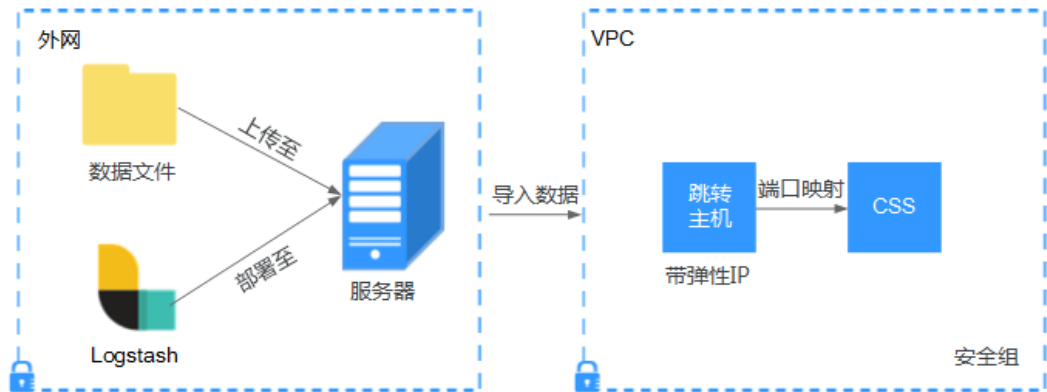 外网
数据文件
上传至
Logstash
部署至
服务器
导入数据
VPC
跳转
主机
带弹性IP
端口映射
CSS
安全组